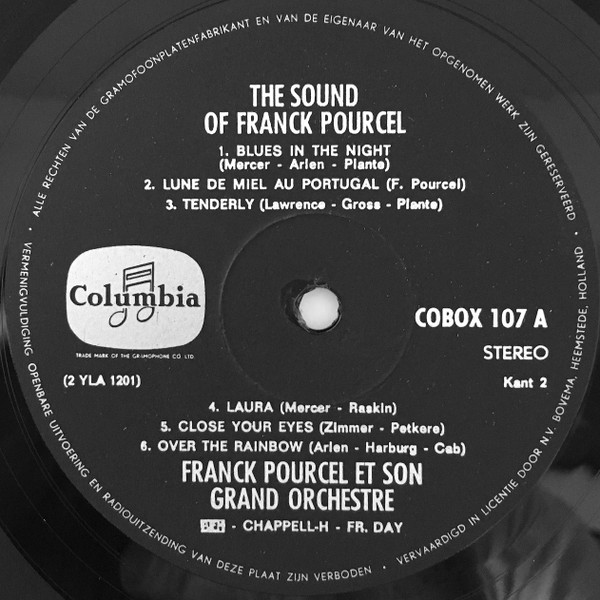 ALLE RECHTEN VAN DE GRAMOFOONPLATENFABRIKANT EN VAN DE EIGENAAR VAN HET OPGENOMEN WERK ZIJN GERESERVEERD
THE SOUND
OF FRANCK POURCEL
1. BLUES IN THE NIGHT
(Mercer - Arlen - Plante)
2. LUNE DE MIEL AU PORTUGAL (F. Pourcel)
3. TENDERLY (Lawrence - Gross - Plante)
Columbia
TRADE MARK OF THE GRAMOPHONE CO. LTD.
(2 YLA 1201)
COBOX 107 A
STEREO
Kant 2
4. LAURA (Mercer - Raskin)
5. CLOSE YOUR EYES (Zimmer - Petkere)
6. OVER THE RAINBOW (Arlen - Harburg - Cab)
FRANCK POURCEL ET SON
GRAND ORCHESTRE
- CHAPPELL-H - FR. DAY
VERMENIGVULDIGING OPENBARE UITVOERING EN RADIOUITZENDING VAN DEZE PLAAT ZIJN VERBODEN
VERVAARDIGD IN LICENTIE DOOR N.V. BOVEMA, HEEMSTEDE, HOLLAND